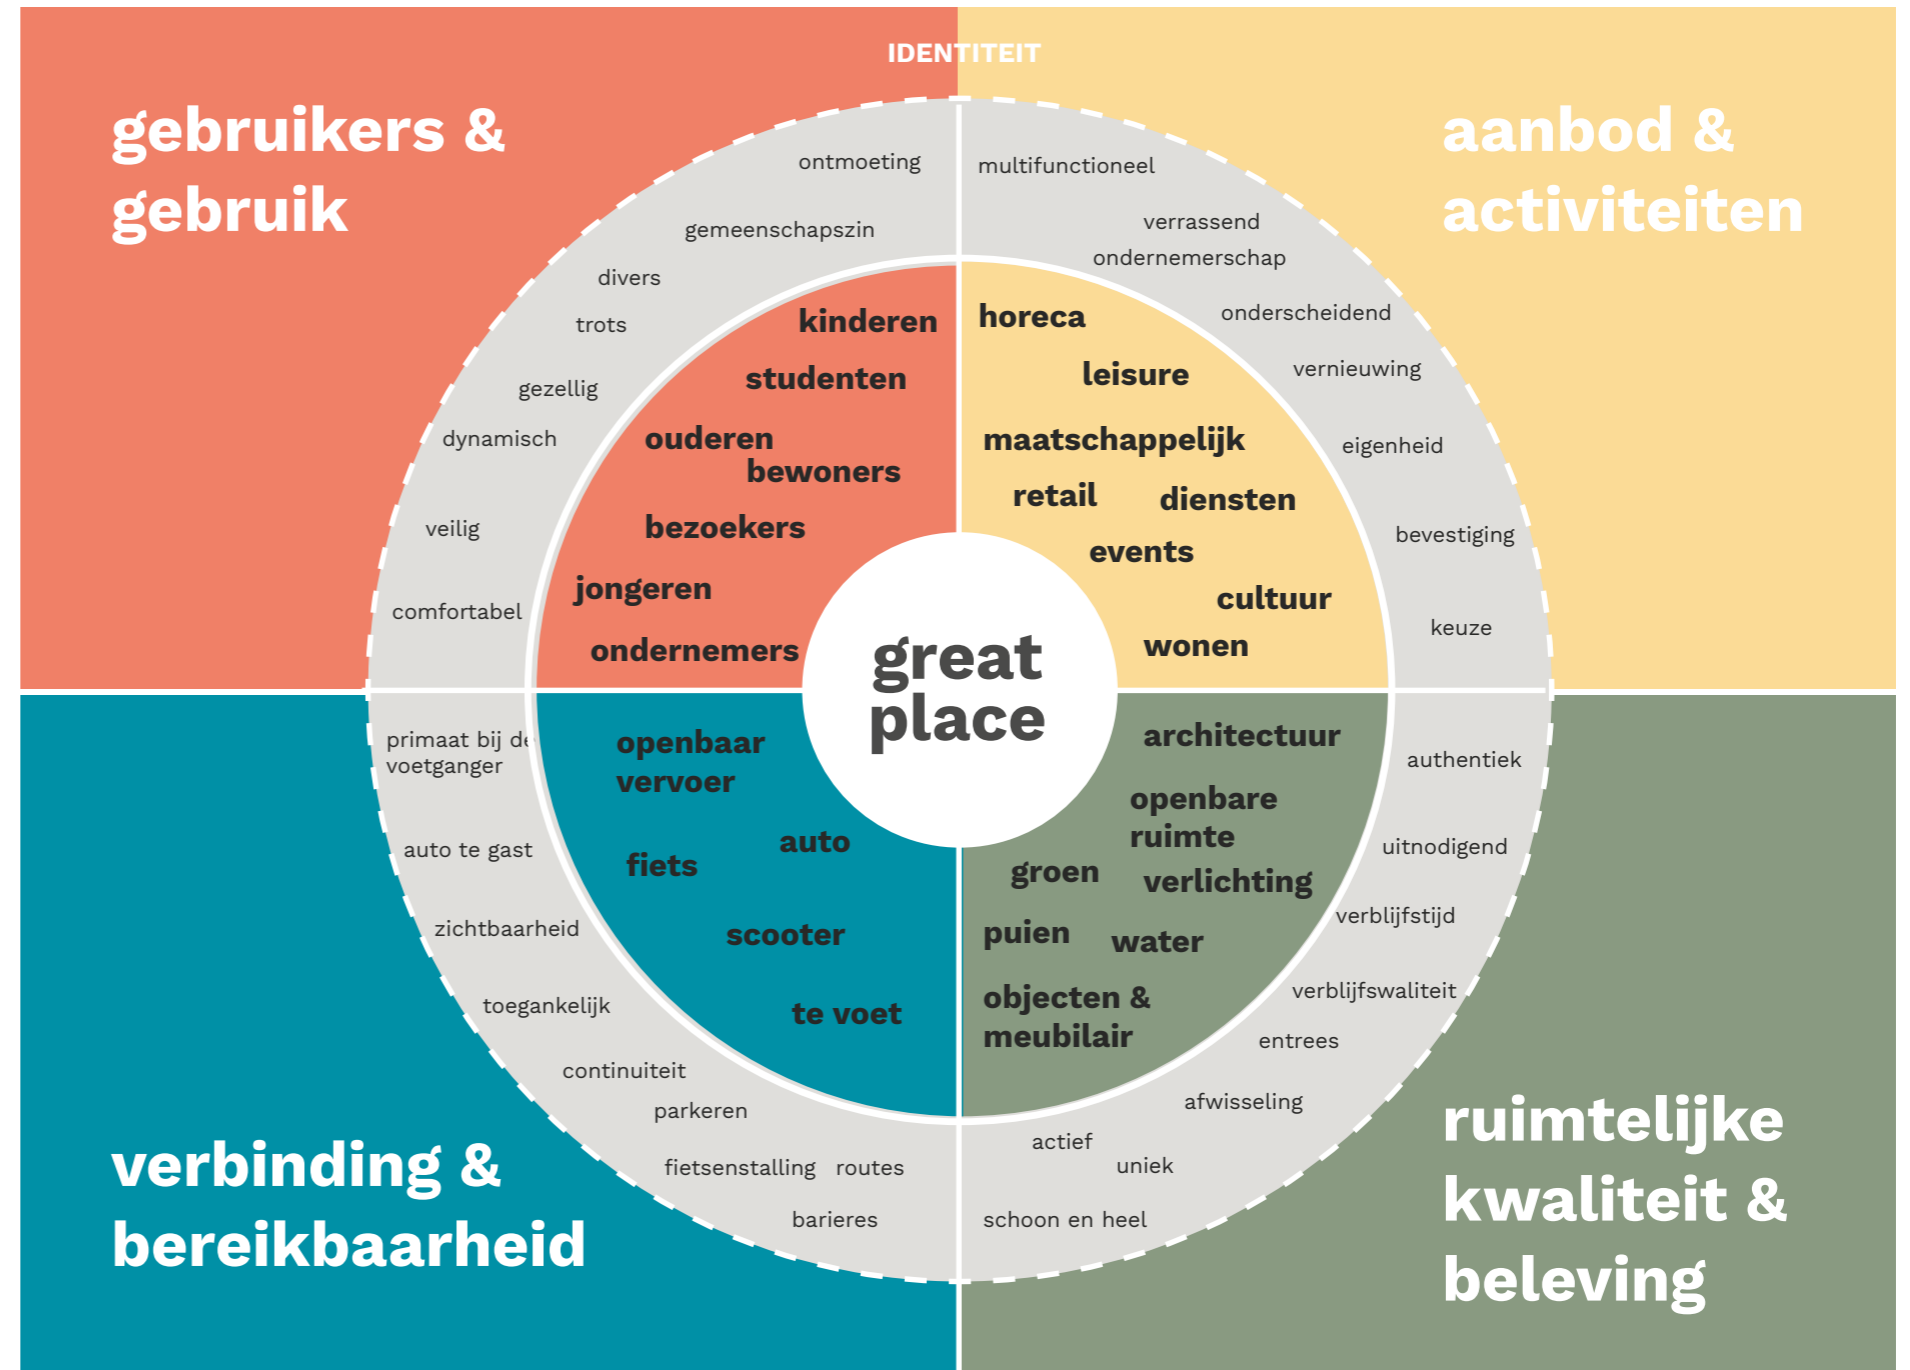 IDENTITEIT
gebruikers &
gebruik
ontmoeting
gemeenschapszin
divers
trots
gezellig
dynamisch
veilig
comfortabel
kinderen
studenten
ouderen
bewoners
bezoekers
jongeren
ondernemers
aanbod &
activiteiten
multifunctioneel
verrassend
ondernemerschap
onderscheidend
vernieuwing
eigenheid
bevestiging
keuze
horeca
leisure
maatschappelijk
retail
diensten
events
cultuur
wonen
great
place
primaat bij de
voetganger
auto te gast
zichtbaarheid
toegankelijk
continuiteit
parkeren
fietsenstalling
routes
barieres
openbaar
vervoer
auto
fiets
scooter
te voet
verbinding &
bereikbaarheid
architectuur
openbare
ruimte
groen
verlichting
puien
water
objecten &
meubilair
authentiek
uitnodigend
verblijfstijd
verblijfswaliteit
entrees
afwisseling
actief
uniek
schoon en heel
ruimtelijke
kwaliteit &
beleving